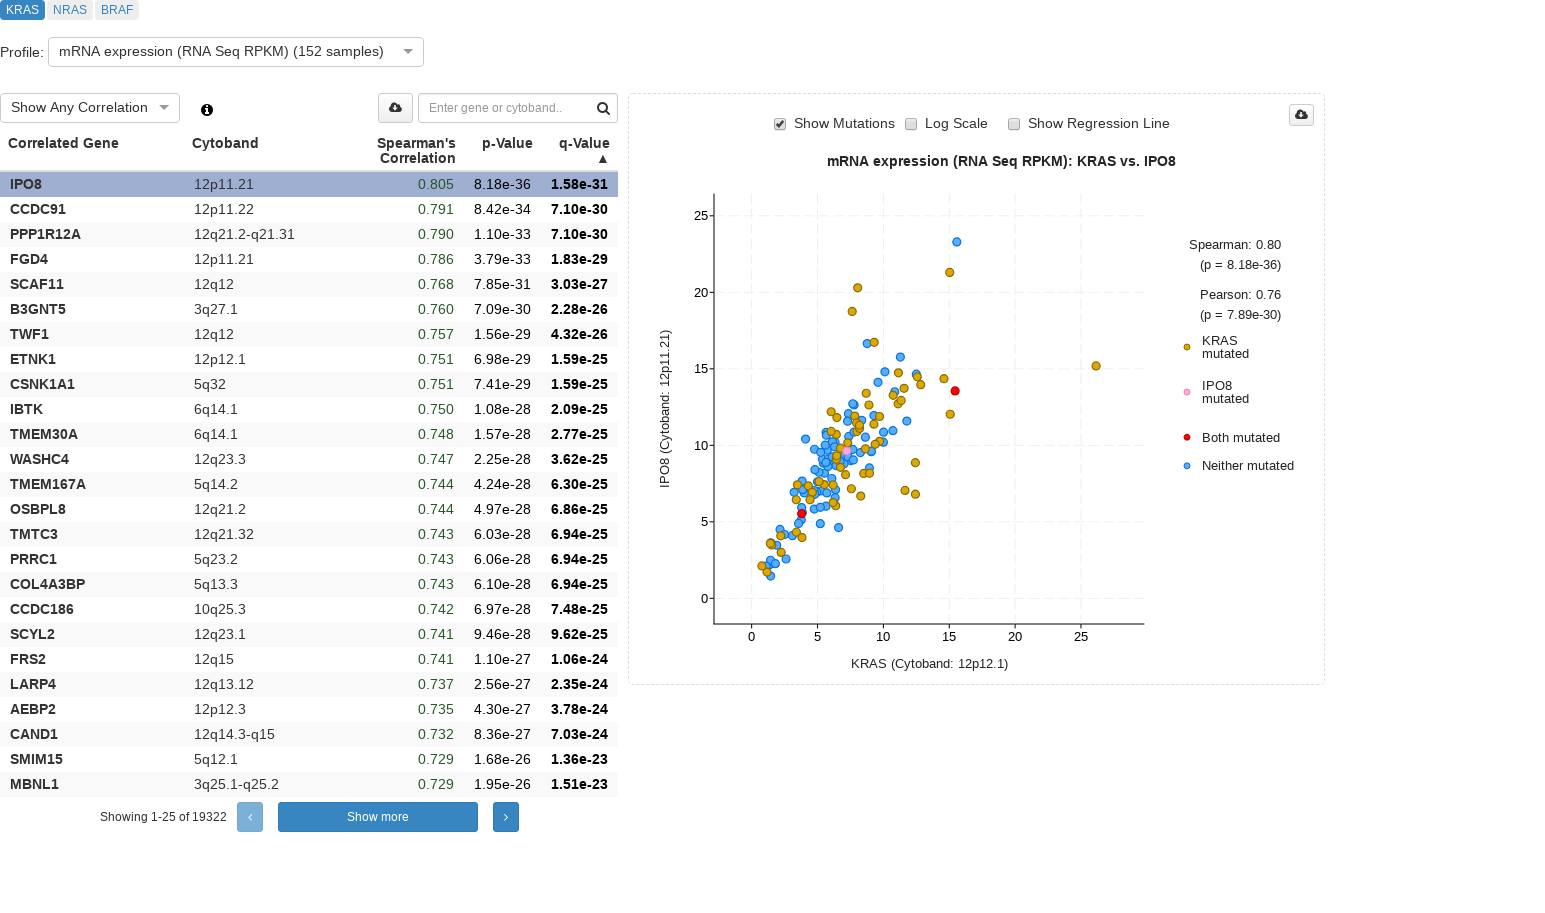 KRAS NRAS BRAF
Profile: mRNA expression (RNA Seq RPKM) (152 samples)
Show Any Correlation
Enter gene or cytoband..
Correlated Gene Cytoband Spearman's Correlation p-Value q-Value ▲
IPO8 12p11.21 0.805 8.18e-36 1.58e-31
CCDC91 12p11.22 0.791 8.42e-34 7.10e-30
PPP1R12A 12q21.2-q21.31 0.790 1.10e-33 7.10e-30
FGD4 12p11.21 0.786 3.79e-33 1.83e-29
SCAF11 12q12 0.768 7.85e-31 3.03e-27
B3GNT5 3q27.1 0.760 7.09e-30 2.28e-26
TWF1 12q12 0.757 1.56e-29 4.32e-26
ETNK1 12p12.1 0.751 6.98e-29 1.59e-25
CSNK1A1 5q32 0.751 7.41e-29 1.59e-25
IBTK 6q14.1 0.750 1.08e-28 2.09e-25
TMEM30A 6q14.1 0.748 1.57e-28 2.77e-25
WASHC4 12q23.3 0.747 2.25e-28 3.62e-25
TMEM167A 5q14.2 0.744 4.24e-28 6.30e-25
OSBPL8 12q21.2 0.744 4.97e-28 6.86e-25
TMTC3 12q21.32 0.743 6.03e-28 6.94e-25
PRRC1 5q23.2 0.743 6.06e-28 6.94e-25
COL4A3BP 5q13.3 0.743 6.10e-28 6.94e-25
CCDC186 10q25.3 0.742 6.97e-28 7.48e-25
SCYL2 12q23.1 0.741 9.46e-28 9.62e-25
FRS2 12q15 0.741 1.10e-27 1.06e-24
LARP4 12q13.12 0.737 2.56e-27 2.35e-24
AEBP2 12p12.3 0.735 4.30e-27 3.78e-24
CAND1 12q14.3-q15 0.732 8.36e-27 7.03e-24
SMIM15 5q12.1 0.729 1.68e-26 1.36e-23
MBNL1 3q25.1-q25.2 0.729 1.95e-26 1.51e-23
Showing 1-25 of 19322 ‹ Show more ›
Show Mutations Log Scale Show Regression Line
mRNA expression (RNA Seq RPKM): KRAS vs. IPO8
25
20
15
10
5
0
IPO8 (Cytoband: 12p11.21)
0 5 10 15 20 25
KRAS (Cytoband: 12p12.1)
Spearman: 0.80
(p = 8.18e-36)
Pearson: 0.76
(p = 7.89e-30)
KRAS
mutated
IPO8
mutated
Both mutated
Neither mutated